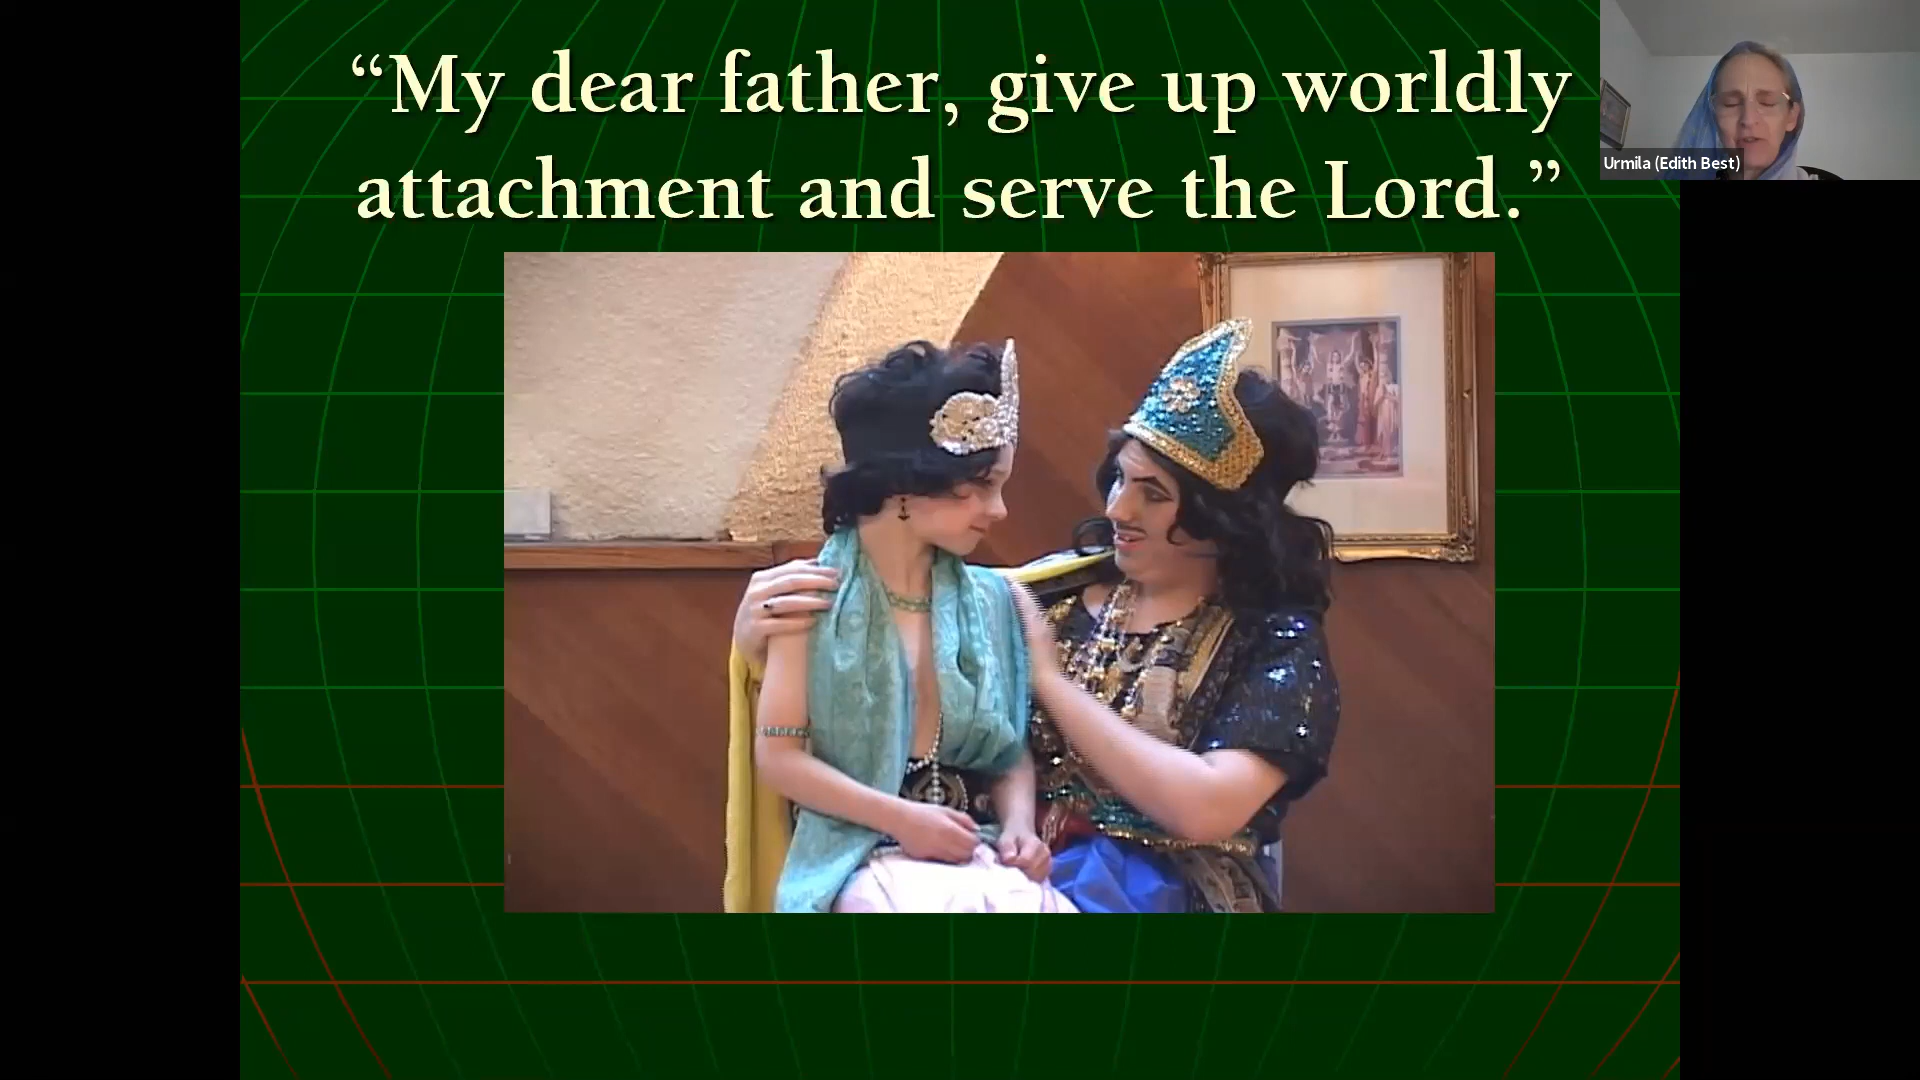 “My dear father, give up worldly
attachment and serve the Lord.”
Urmila (Edith Best)